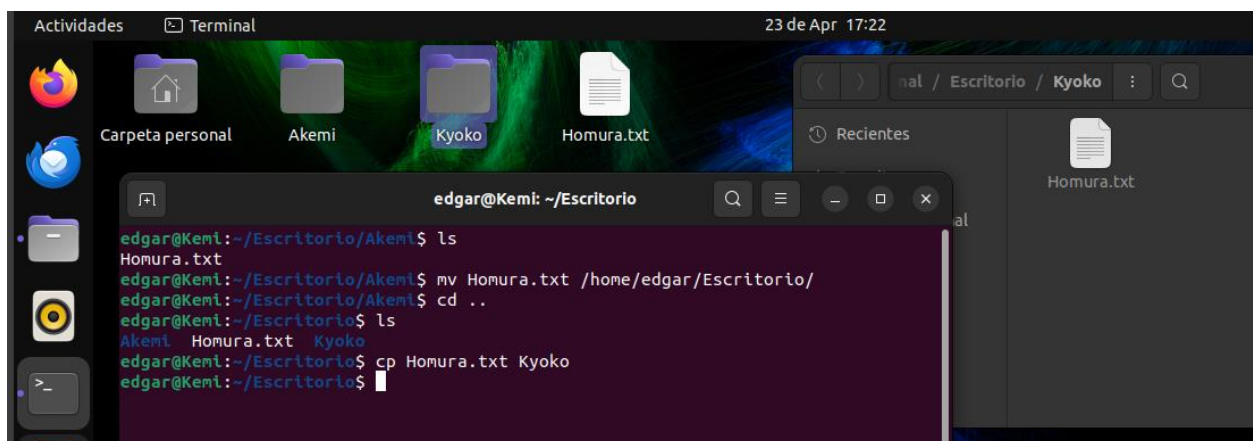 Actividades Terminal 23 de Apr 17:22
Carpeta personal Akemi Kyoko Homura.txt
nal / Escritorio / Kyoko
Recientes
Homura.txt
al
edgar@Kemi: ~/Escritorio
edgar@Kemi:~/Escritorio/Akemi$ ls
Homura.txt
edgar@Kemi:~/Escritorio/Akemi$ mv Homura.txt /home/edgar/Escritorio/
edgar@Kemi:~/Escritorio/Akemi$ cd ..
edgar@Kemi:~/Escritorio$ ls
Akemi Homura.txt Kyoko
edgar@Kemi:~/Escritorio$ cp Homura.txt Kyoko
edgar@Kemi:~/Escritorio$